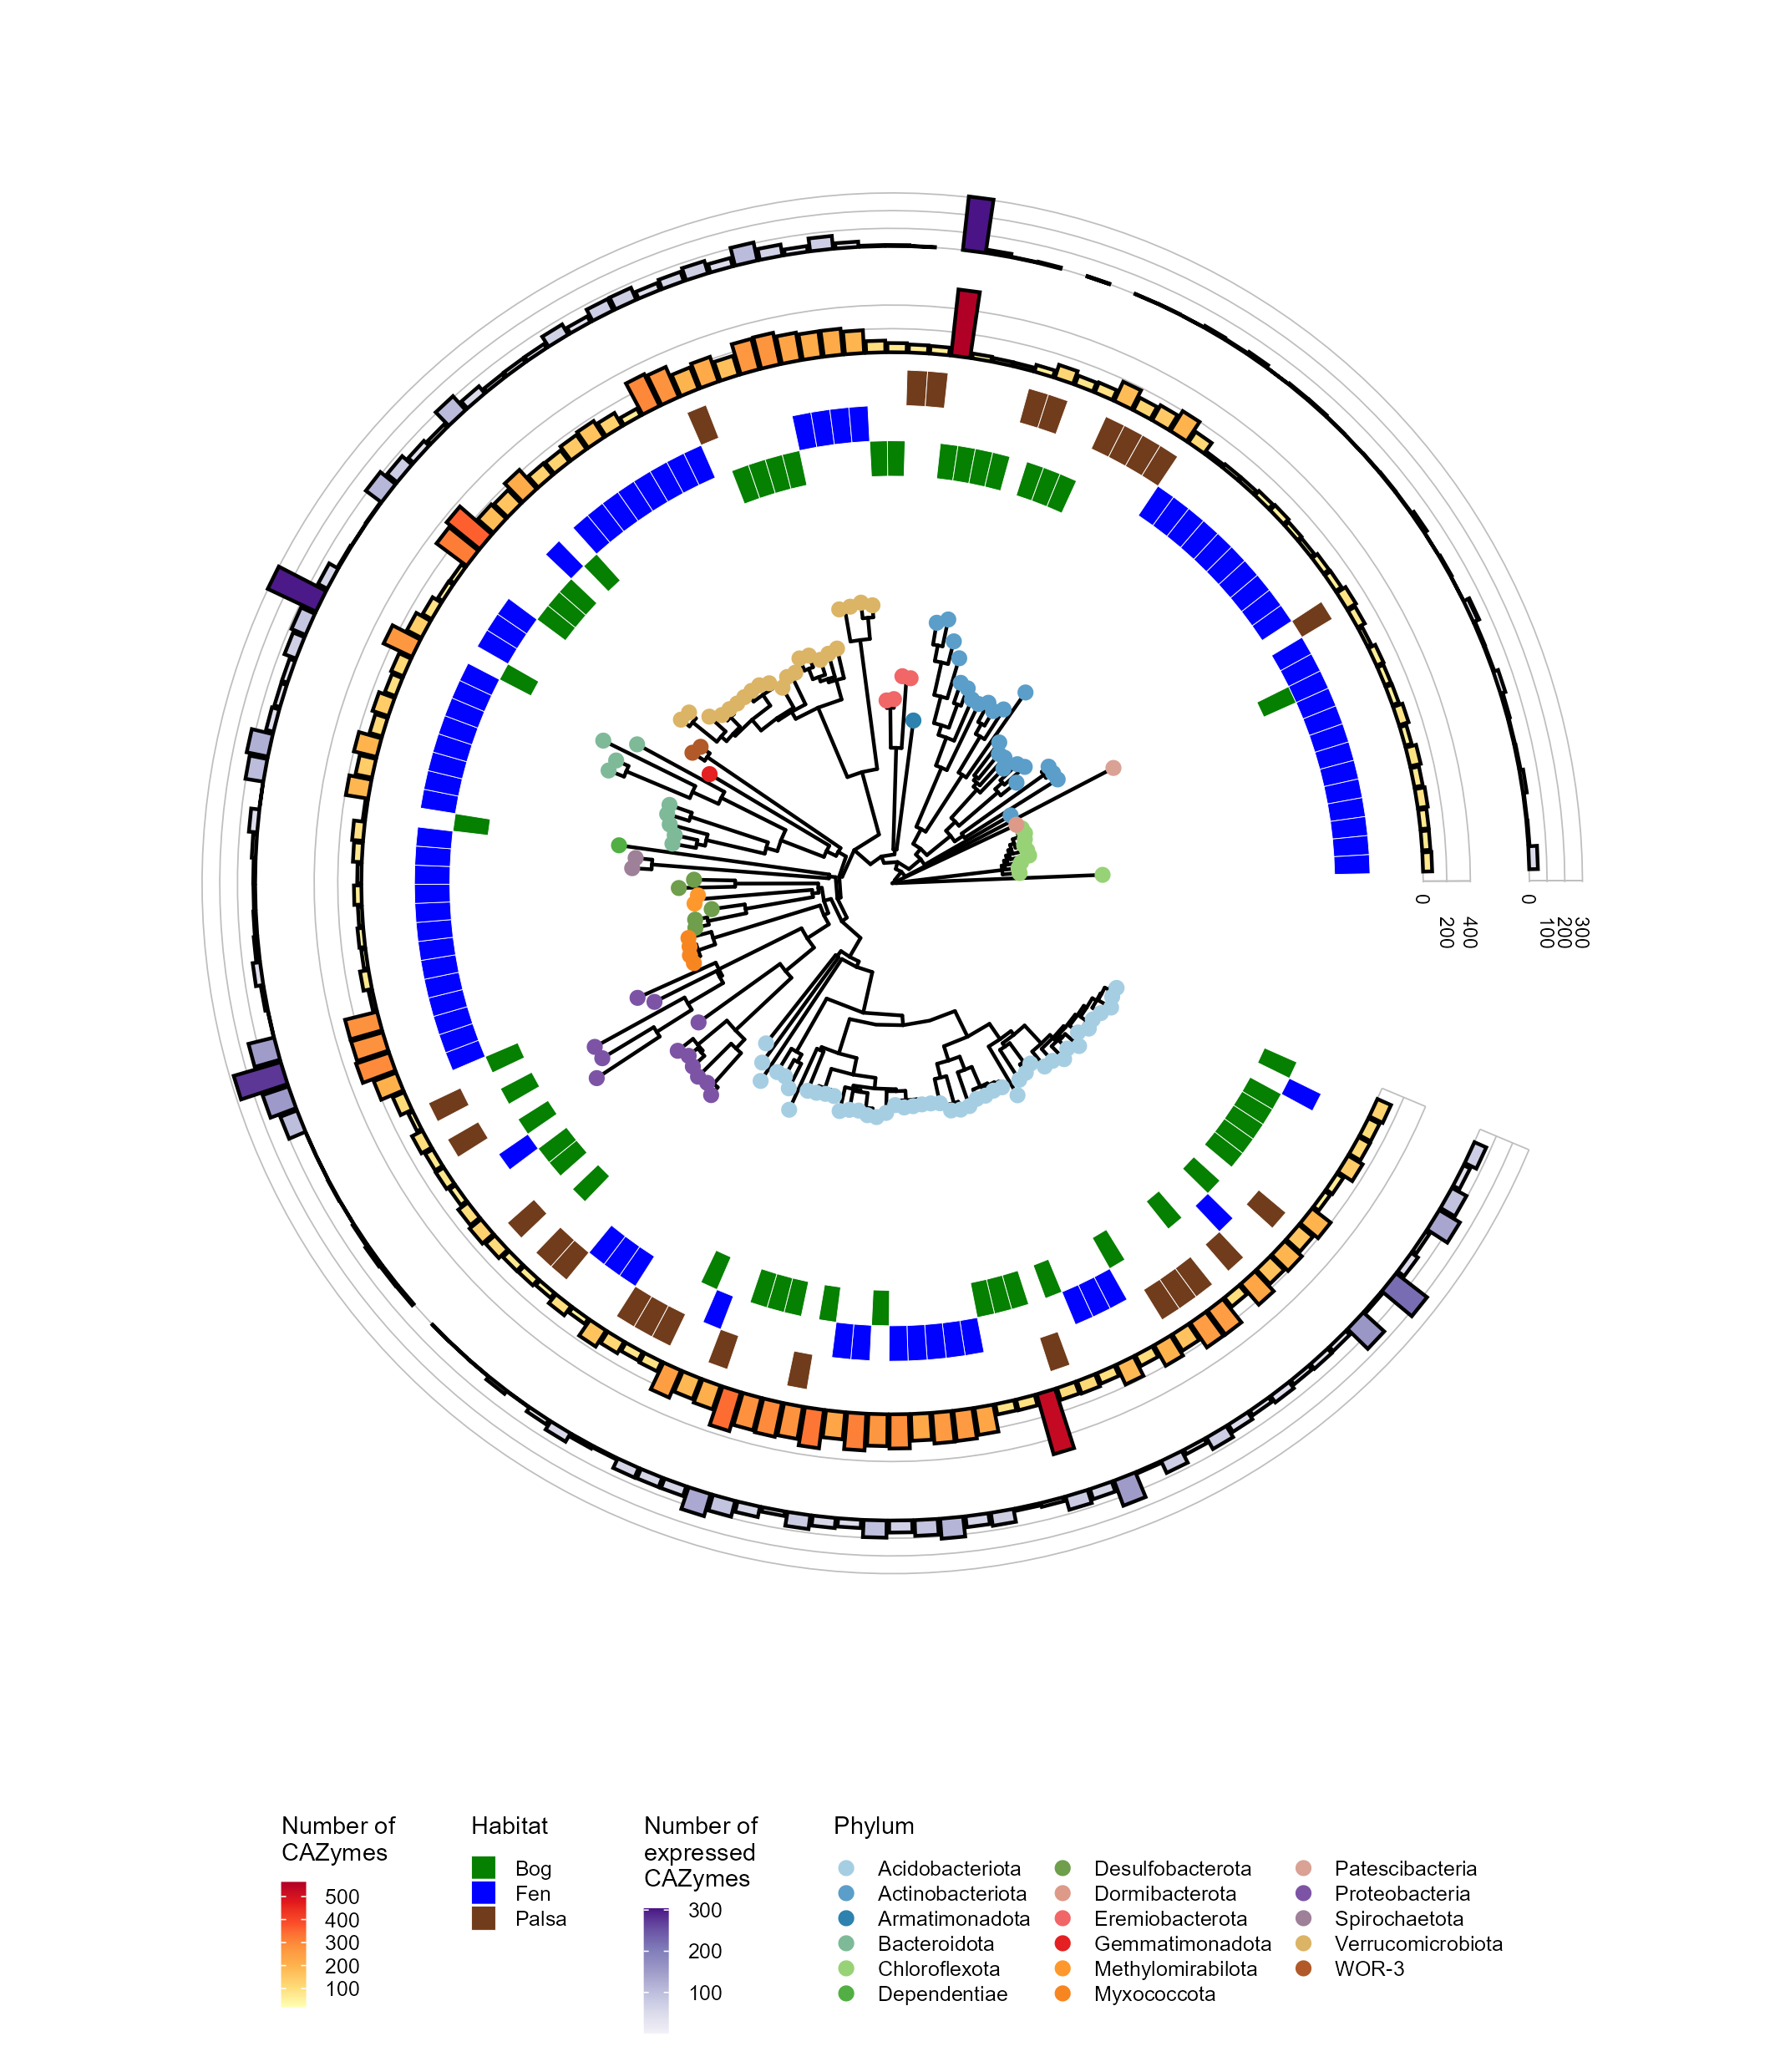 0
200
400
0
100
200
300
Number of
CAZymes
500
400
300
200
100
Habitat
Bog
Fen
Palsa
Number of
expressed
CAZymes
300
200
100
Phylum
Acidobacteriota
Actinobacteriota
Armatimonadota
Bacteroidota
Chloroflexota
Dependentiae
Desulfobacterota
Dormibacterota
Eremiobacterota
Gemmatimonadota
Methylomirabilota
Myxococcota
Patescibacteria
Proteobacteria
Spirochaetota
Verrucomicrobiota
WOR-3